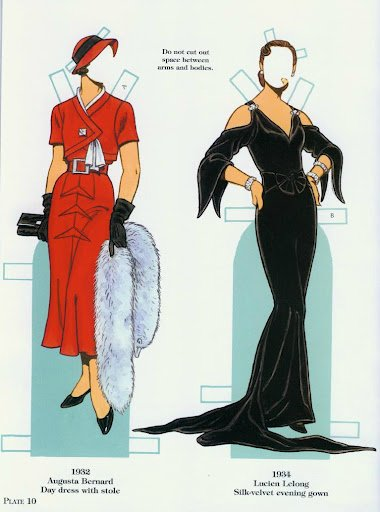 Do not cut out
space between
arms and bodies.
A
B
1932
Augusta Bernard
Day dress with stole
1934
Lucien Lelong
Silk-velvet evening gown
PLATE 10